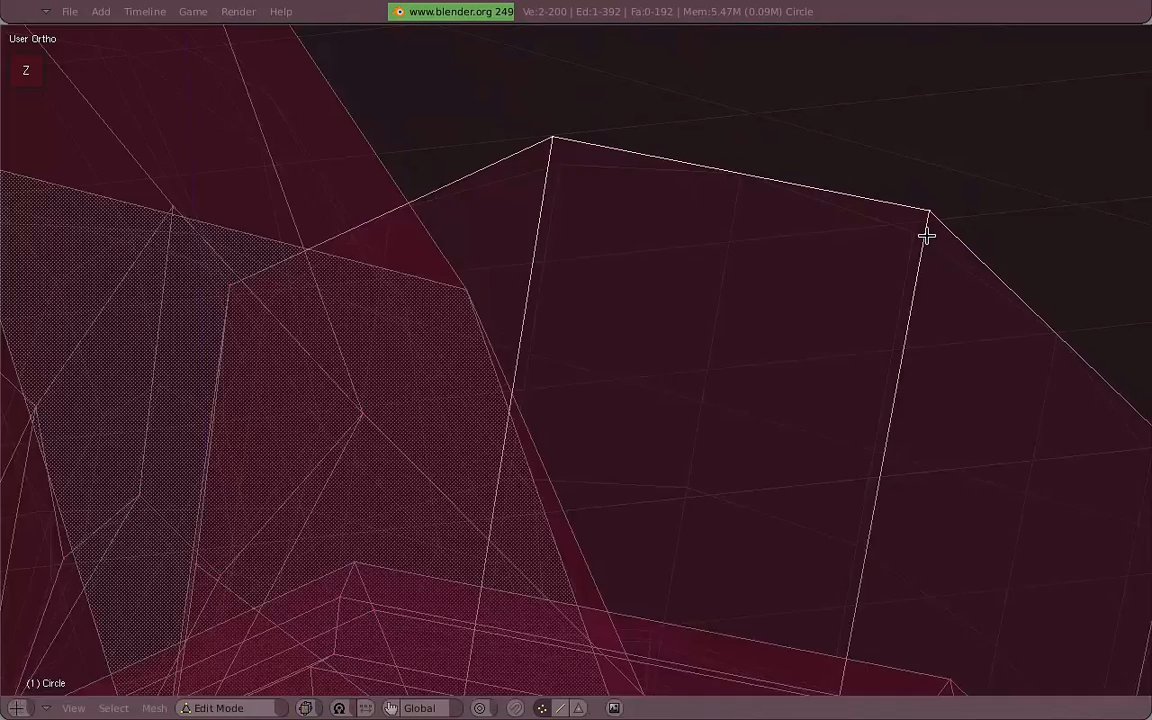 File Add Timeline Game Render Help www.blender.org 249 Ve:2-200 | Ed:1-392 | Fa:0-192 | Mem:5.47M (0.09M) Circle
User Ortho
Z
(1) Circle
View Select Mesh Edit Mode Global